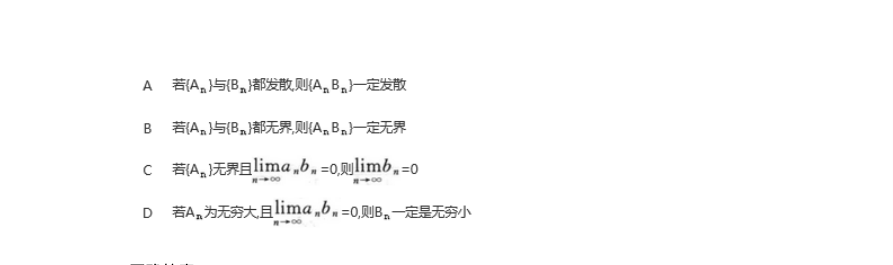 A 若{Aₙ}与{Bₙ}都发散,则{AₙBₙ}一定发散
B 若{Aₙ}与{Bₙ}都无界,则{AₙBₙ}一定无界
C 若{Aₙ}无界且lim n→∞ aₙbₙ=0,则lim n→∞ bₙ=0
D 若Aₙ为无穷大,且lim n→∞ aₙbₙ=0,则Bₙ一定是无穷小